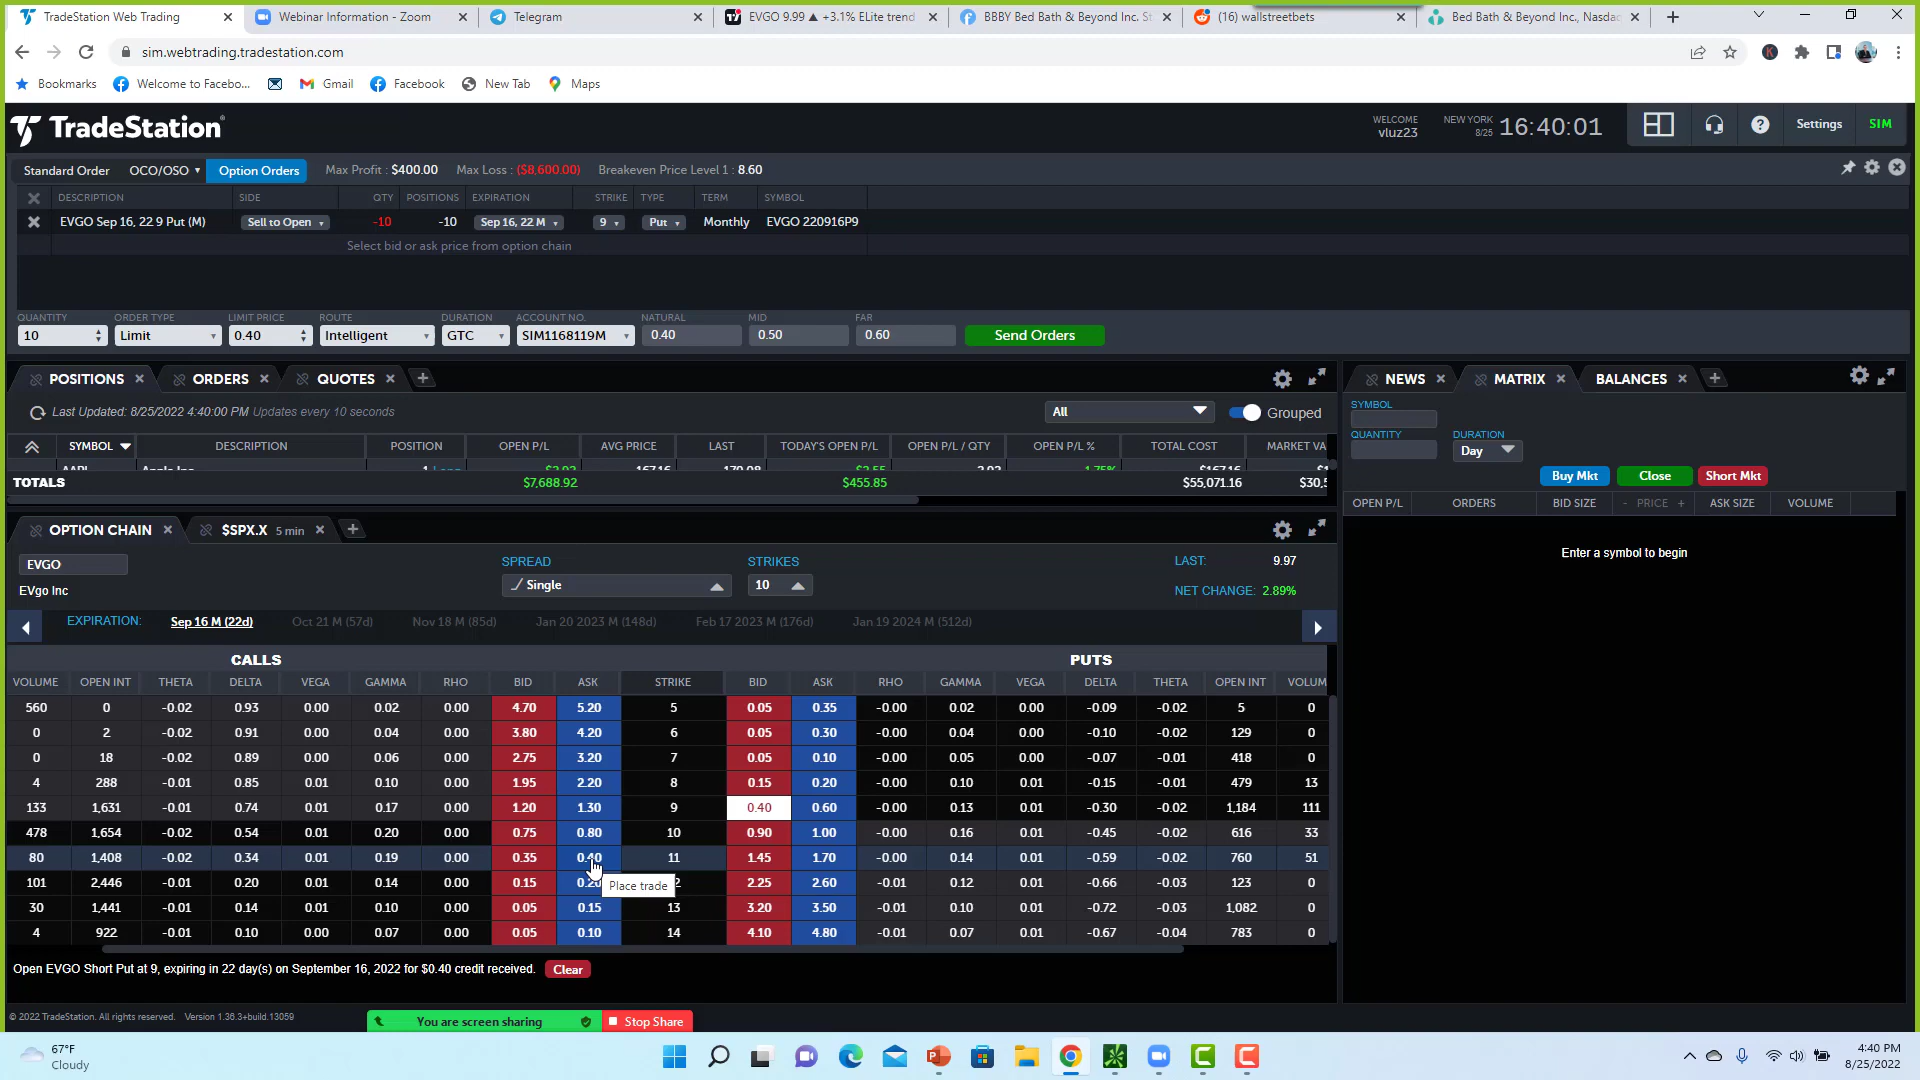 TradeStation Web Trading
Webinar Information - Zoom
Telegram
EVGO 9.99 ▲ +3.1% ELite trend
BBBY Bed Bath & Beyond Inc. St
(16) wallstreetbets
Bed Bath & Beyond Inc., Nasdaq
sim.webtrading.tradestation.com
Bookmarks
Welcome to Facebo...
Gmail
Facebook
New Tab
Maps
TradeStation
WELCOME
vluz23
NEW YORK
8/25
16:40:01
Settings
SIM
Standard Order
OCO/OSO
Option Orders
Max Profit : $400.00
Max Loss : ($8,600.00)
Breakeven Price Level 1 : 8.60
DESCRIPTION SIDE QTY POSITIONS EXPIRATION STRIKE TYPE TERM SYMBOL
EVGO Sep 16, 22 9 Put (M) Sell to Open -10 -10 Sep 16, 22 M 9 Put Monthly EVGO 220916P9
Select bid or ask price from option chain
QUANTITY ORDER TYPE LIMIT PRICE ROUTE DURATION ACCOUNT NO. NATURAL MID FAR
10 Limit 0.40 Intelligent GTC SIM1168119M 0.40 0.50 0.60 Send Orders
POSITIONS
ORDERS
QUOTES
Last Updated: 8/25/2022 4:40:00 PM Updates every 10 seconds
All
Grouped
SYMBOL DESCRIPTION POSITION OPEN P/L AVG PRICE LAST TODAY'S OPEN P/L OPEN P/L / QTY OPEN P/L % TOTAL COST MARKET VA
AAPL Apple Inc 1 Long $2.92 167.16 170.08 $2.55 2.92 1.75% $167.16
TOTALS $7,688.92 $455.85 $55,071.16 $30,5
NEWS
MATRIX
BALANCES
SYMBOL
QUANTITY
DURATION
Day
Buy Mkt
Close
Short Mkt
OPEN P/L ORDERS BID SIZE - PRICE + ASK SIZE VOLUME
Enter a symbol to begin
OPTION CHAIN
$SPX.X 5 min
EVGO
EVgo Inc
SPREAD
Single
STRIKES
10
LAST: 9.97
NET CHANGE: 2.89%
EXPIRATION: Sep 16 M (22d) Oct 21 M (57d) Nov 18 M (85d) Jan 20 2023 M (148d) Feb 17 2023 M (176d) Jan 19 2024 M (512d)
CALLS PUTS
VOLUME OPEN INT THETA DELTA VEGA GAMMA RHO BID ASK STRIKE BID ASK RHO GAMMA VEGA DELTA THETA OPEN INT VOLUM
560 0 -0.02 0.93 0.00 0.02 0.00 4.70 5.20 5 0.05 0.35 -0.00 0.02 0.00 -0.09 -0.02 5 0
0 2 -0.02 0.91 0.00 0.04 0.00 3.80 4.20 6 0.05 0.30 -0.00 0.04 0.00 -0.10 -0.02 129 0
0 18 -0.02 0.89 0.00 0.06 0.00 2.75 3.20 7 0.05 0.10 -0.00 0.05 0.00 -0.07 -0.01 418 0
4 288 -0.01 0.85 0.01 0.10 0.00 1.95 2.20 8 0.15 0.20 -0.00 0.10 0.01 -0.15 -0.01 479 13
133 1,631 -0.01 0.74 0.01 0.17 0.00 1.20 1.30 9 0.40 0.60 -0.00 0.13 0.01 -0.30 -0.02 1,184 111
478 1,654 -0.02 0.54 0.01 0.20 0.00 0.75 0.80 10 0.90 1.00 -0.00 0.16 0.01 -0.45 -0.02 616 33
80 1,408 -0.02 0.34 0.01 0.19 0.00 0.35 0.40 11 1.45 1.70 -0.00 0.14 0.01 -0.59 -0.02 760 51
101 2,446 -0.01 0.20 0.01 0.14 0.00 0.15 0.20 2 2.25 2.60 -0.01 0.12 0.01 -0.66 -0.03 123 0
Place trade
30 1,441 -0.01 0.14 0.01 0.10 0.00 0.05 0.15 13 3.20 3.50 -0.01 0.10 0.01 -0.72 -0.03 1,082 0
4 922 -0.01 0.10 0.00 0.07 0.00 0.05 0.10 14 4.10 4.80 -0.01 0.07 0.01 -0.67 -0.04 783 0
Open EVGO Short Put at 9, expiring in 22 day(s) on September 16, 2022 for $0.40 credit received. Clear
© 2022 TradeStation. All rights reserved. Version 1.36.3+build.13059
You are screen sharing
Stop Share
67°F
Cloudy
4:40 PM
8/25/2022